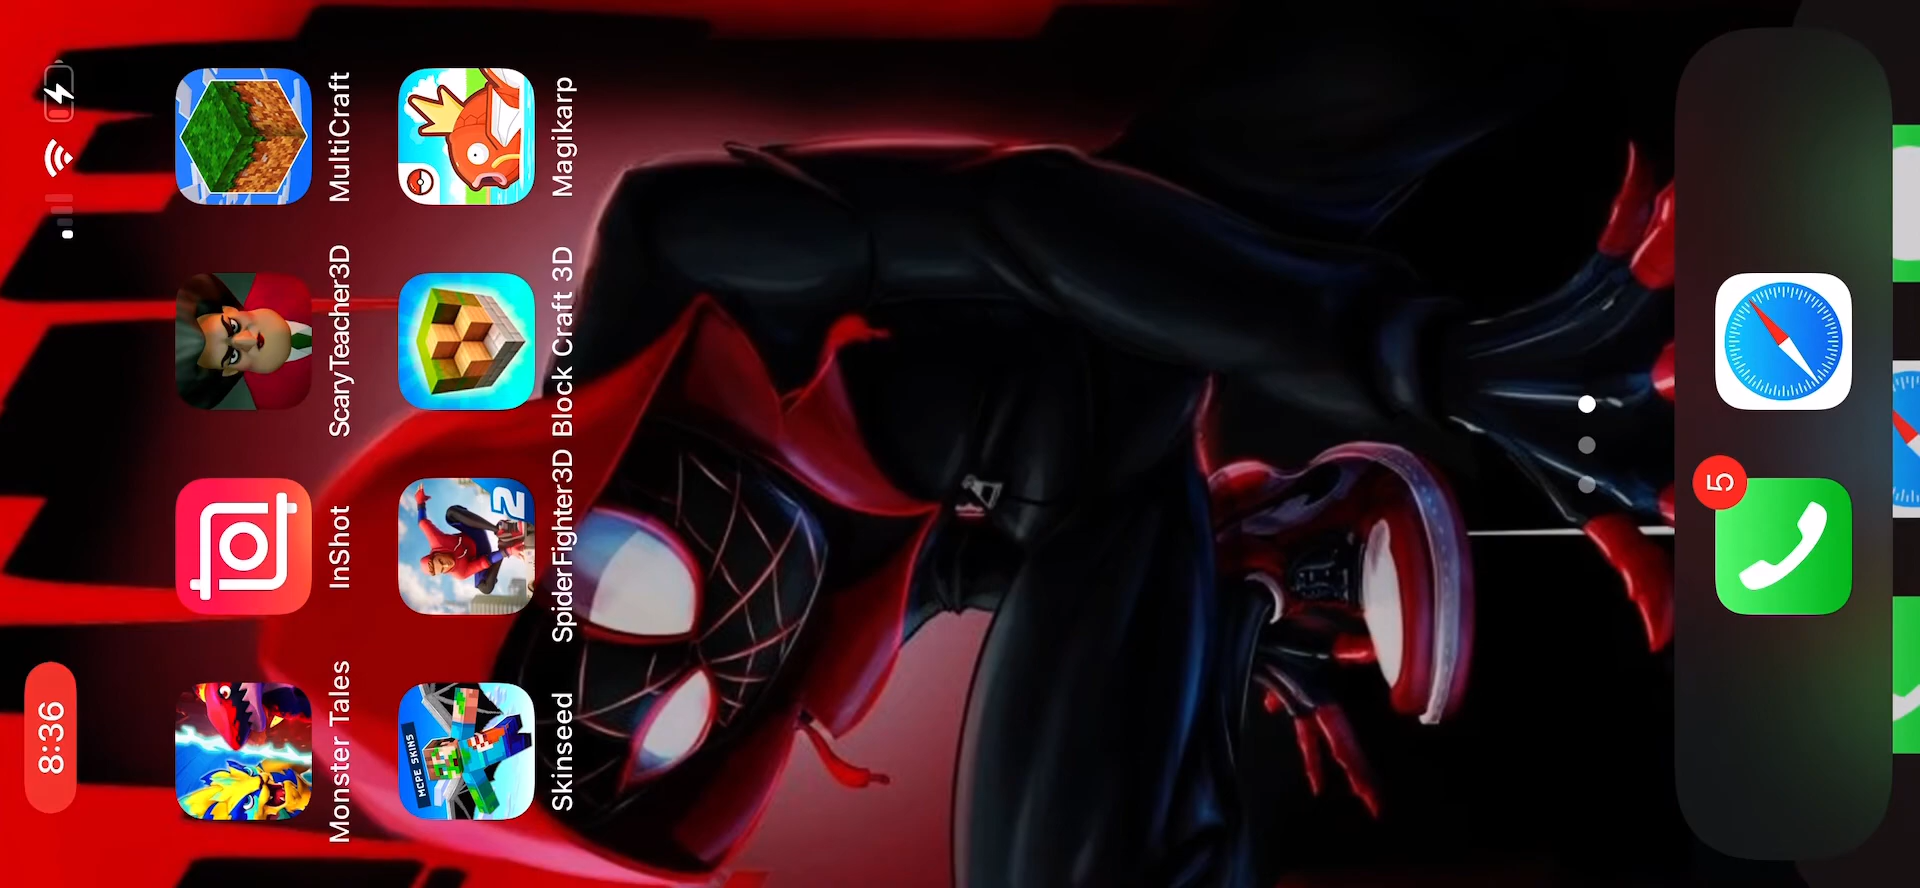 8:36
Monster Tales
InShot
ScaryTeacher3D
MultiCraft
MCPE SKINS
2
Skinseed
SpiderFighter3D
Block Craft 3D
Magikarp
5